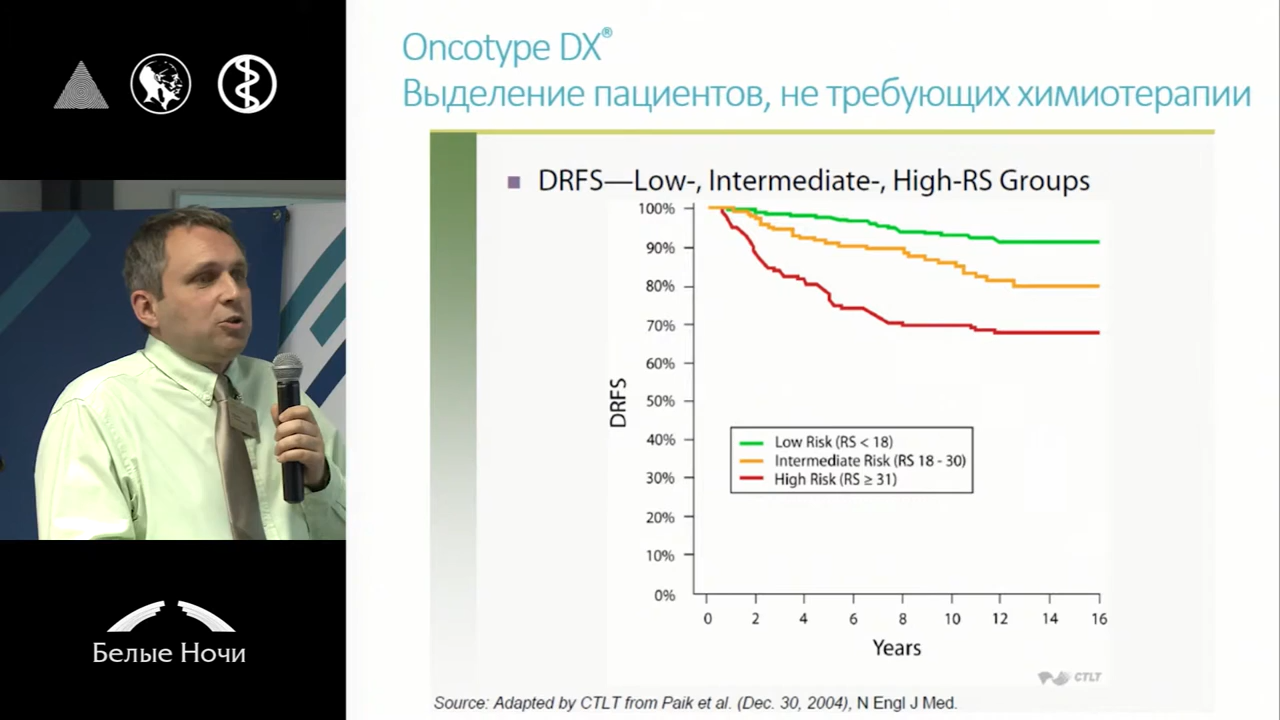 Oncotype DX®
Выделение пациентов, не требующих химиотерапии
DRFS—Low-, Intermediate-, High-RS Groups
100%
90%
80%
70%
60%
50%
40%
30%
20%
10%
0%
DRFS
Low Risk (RS < 18)
Intermediate Risk (RS 18 - 30)
High Risk (RS ≥ 31)
0 2 4 6 8 10 12 14 16
Years
CTLT
Source: Adapted by CTLT from Paik et al. (Dec. 30, 2004), N Engl J Med.
Белые Ночи